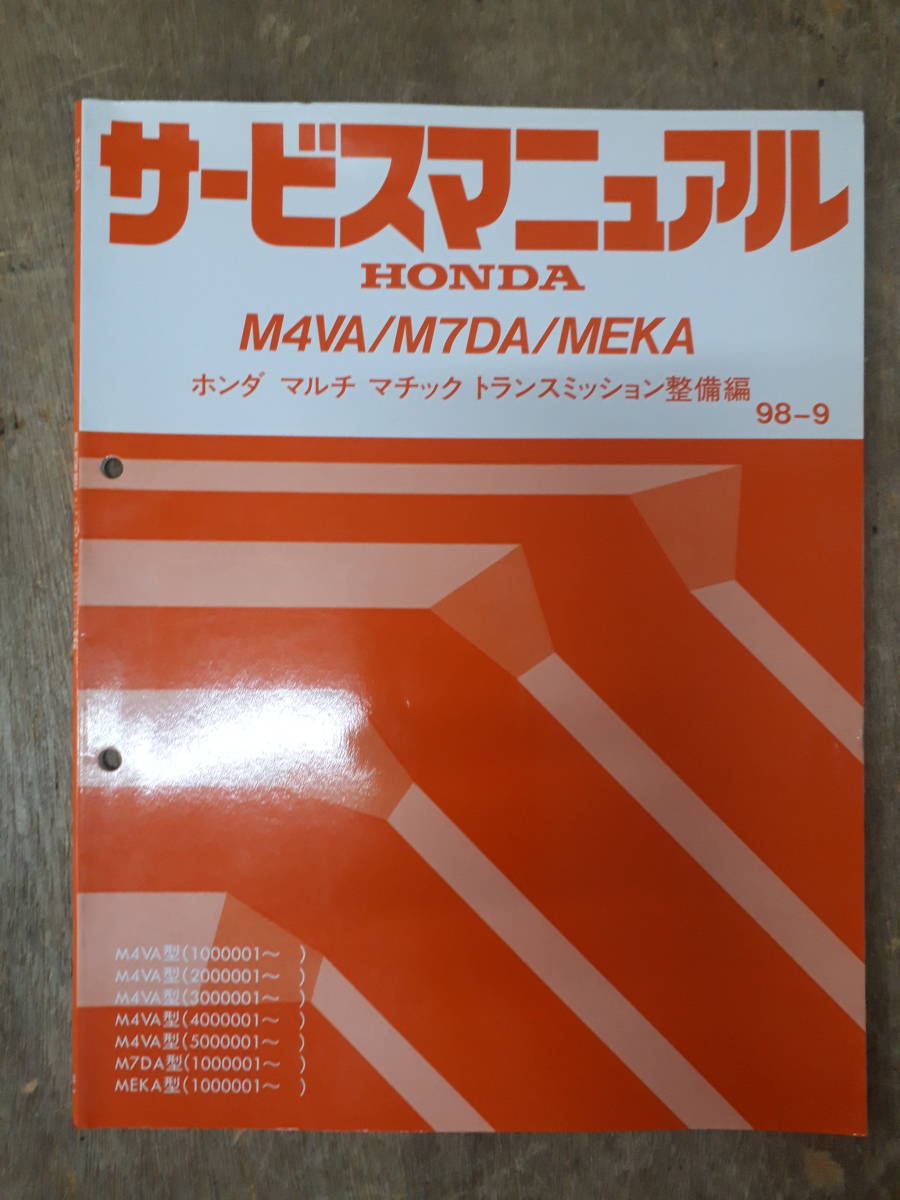 サービスマニュアル
HONDA
M4VA/M7DA/MEKA
ホンダ マルチ マチック トランスミッション整備編
98-9
M4VA型(1000001〜 )
M4VA型(2000001〜 )
M4VA型(3000001〜 )
M4VA型(4000001〜 )
M4VA型(5000001〜 )
M7DA型(1000001〜 )
MEKA型(1000001〜 )